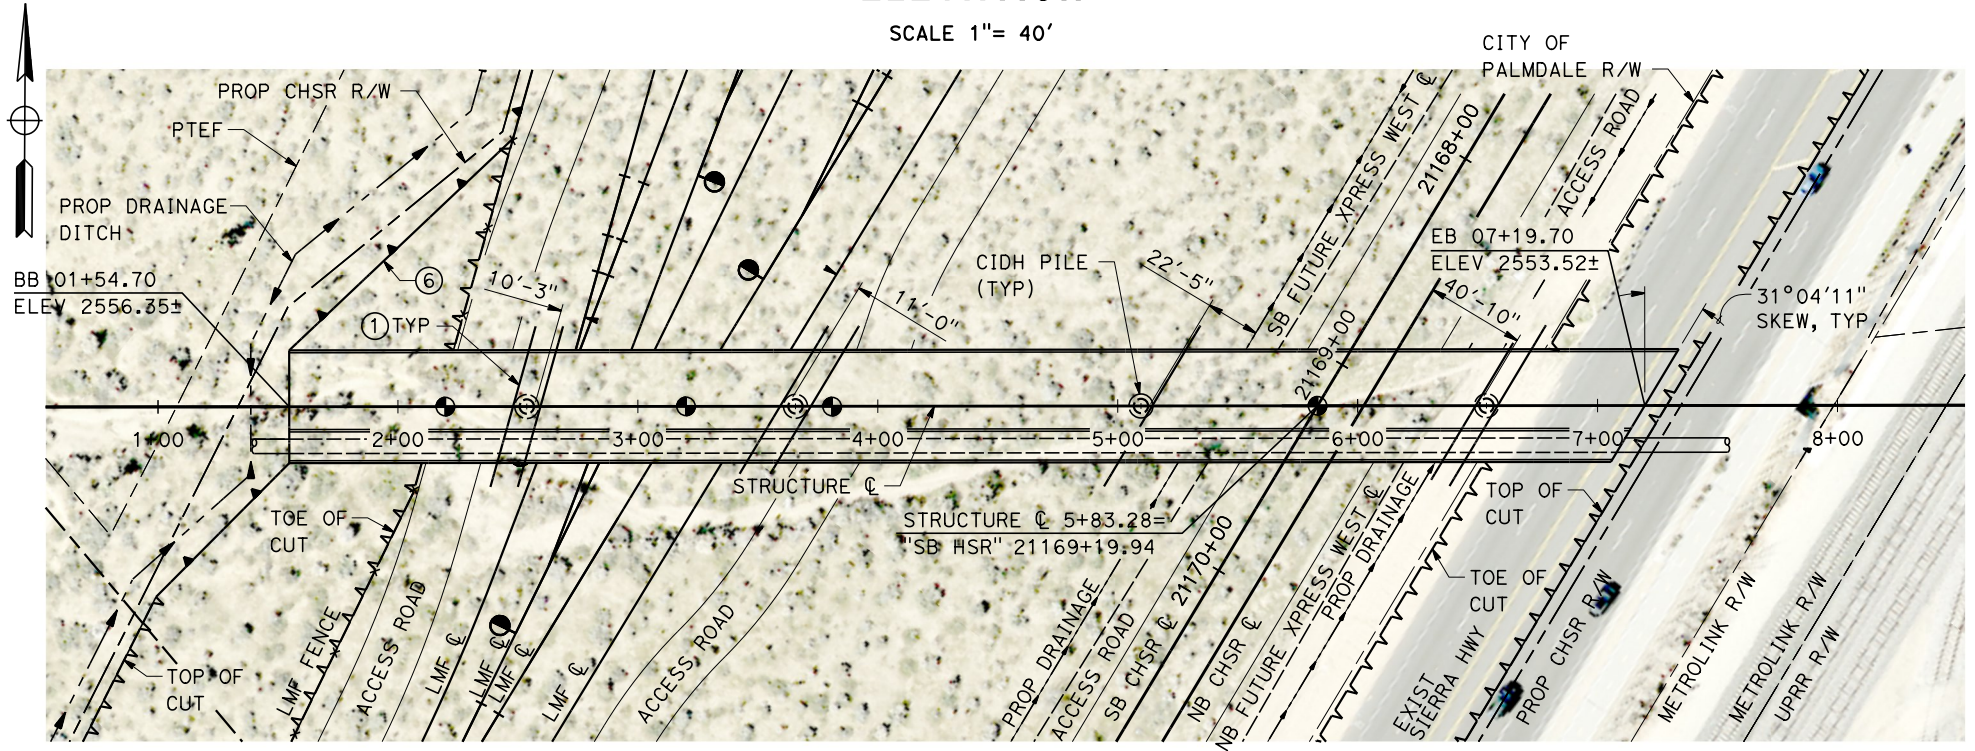 SCALE 1"= 40'
CITY OF
PALMDALE R/W
PROP CHSR R/W
PTEF
PROP DRAINAGE
DITCH
BB 01+54.70
ELEV 2556.35±
6
1 TYP
10'-3"
11'-0"
CIDH PILE
(TYP)
22'-5"
SB FUTURE XPRESS WEST ℄
21168+00
ACCESS ROAD
EB 07+19.70
ELEV 2553.52±
40'-10"
31°04'11"
SKEW, TYP
21169+00
1+00
2+00
3+00
4+00
5+00
6+00
7+00
8+00
STRUCTURE ℄
STRUCTURE ℄ 5+83.28=
"SB HSR" 21169+19.94
TOE OF
CUT
TOP OF
CUT
TOP OF
CUT
TOE OF
CUT
LMF FENCE
ACCESS ROAD
LMF ℄
LMF ℄
LMF ℄
LMF ℄
ACCESS ROAD
PROP DRAINAGE
ACCESS ROAD
SB CHSR ℄
21170+00
NB CHSR ℄
NB FUTURE XPRESS WEST ℄
PROP DRAINAGE
EXIST
SIERRA HWY
PROP CHSR R/W
METROLINK R/W
METROLINK R/W
UPRR R/W